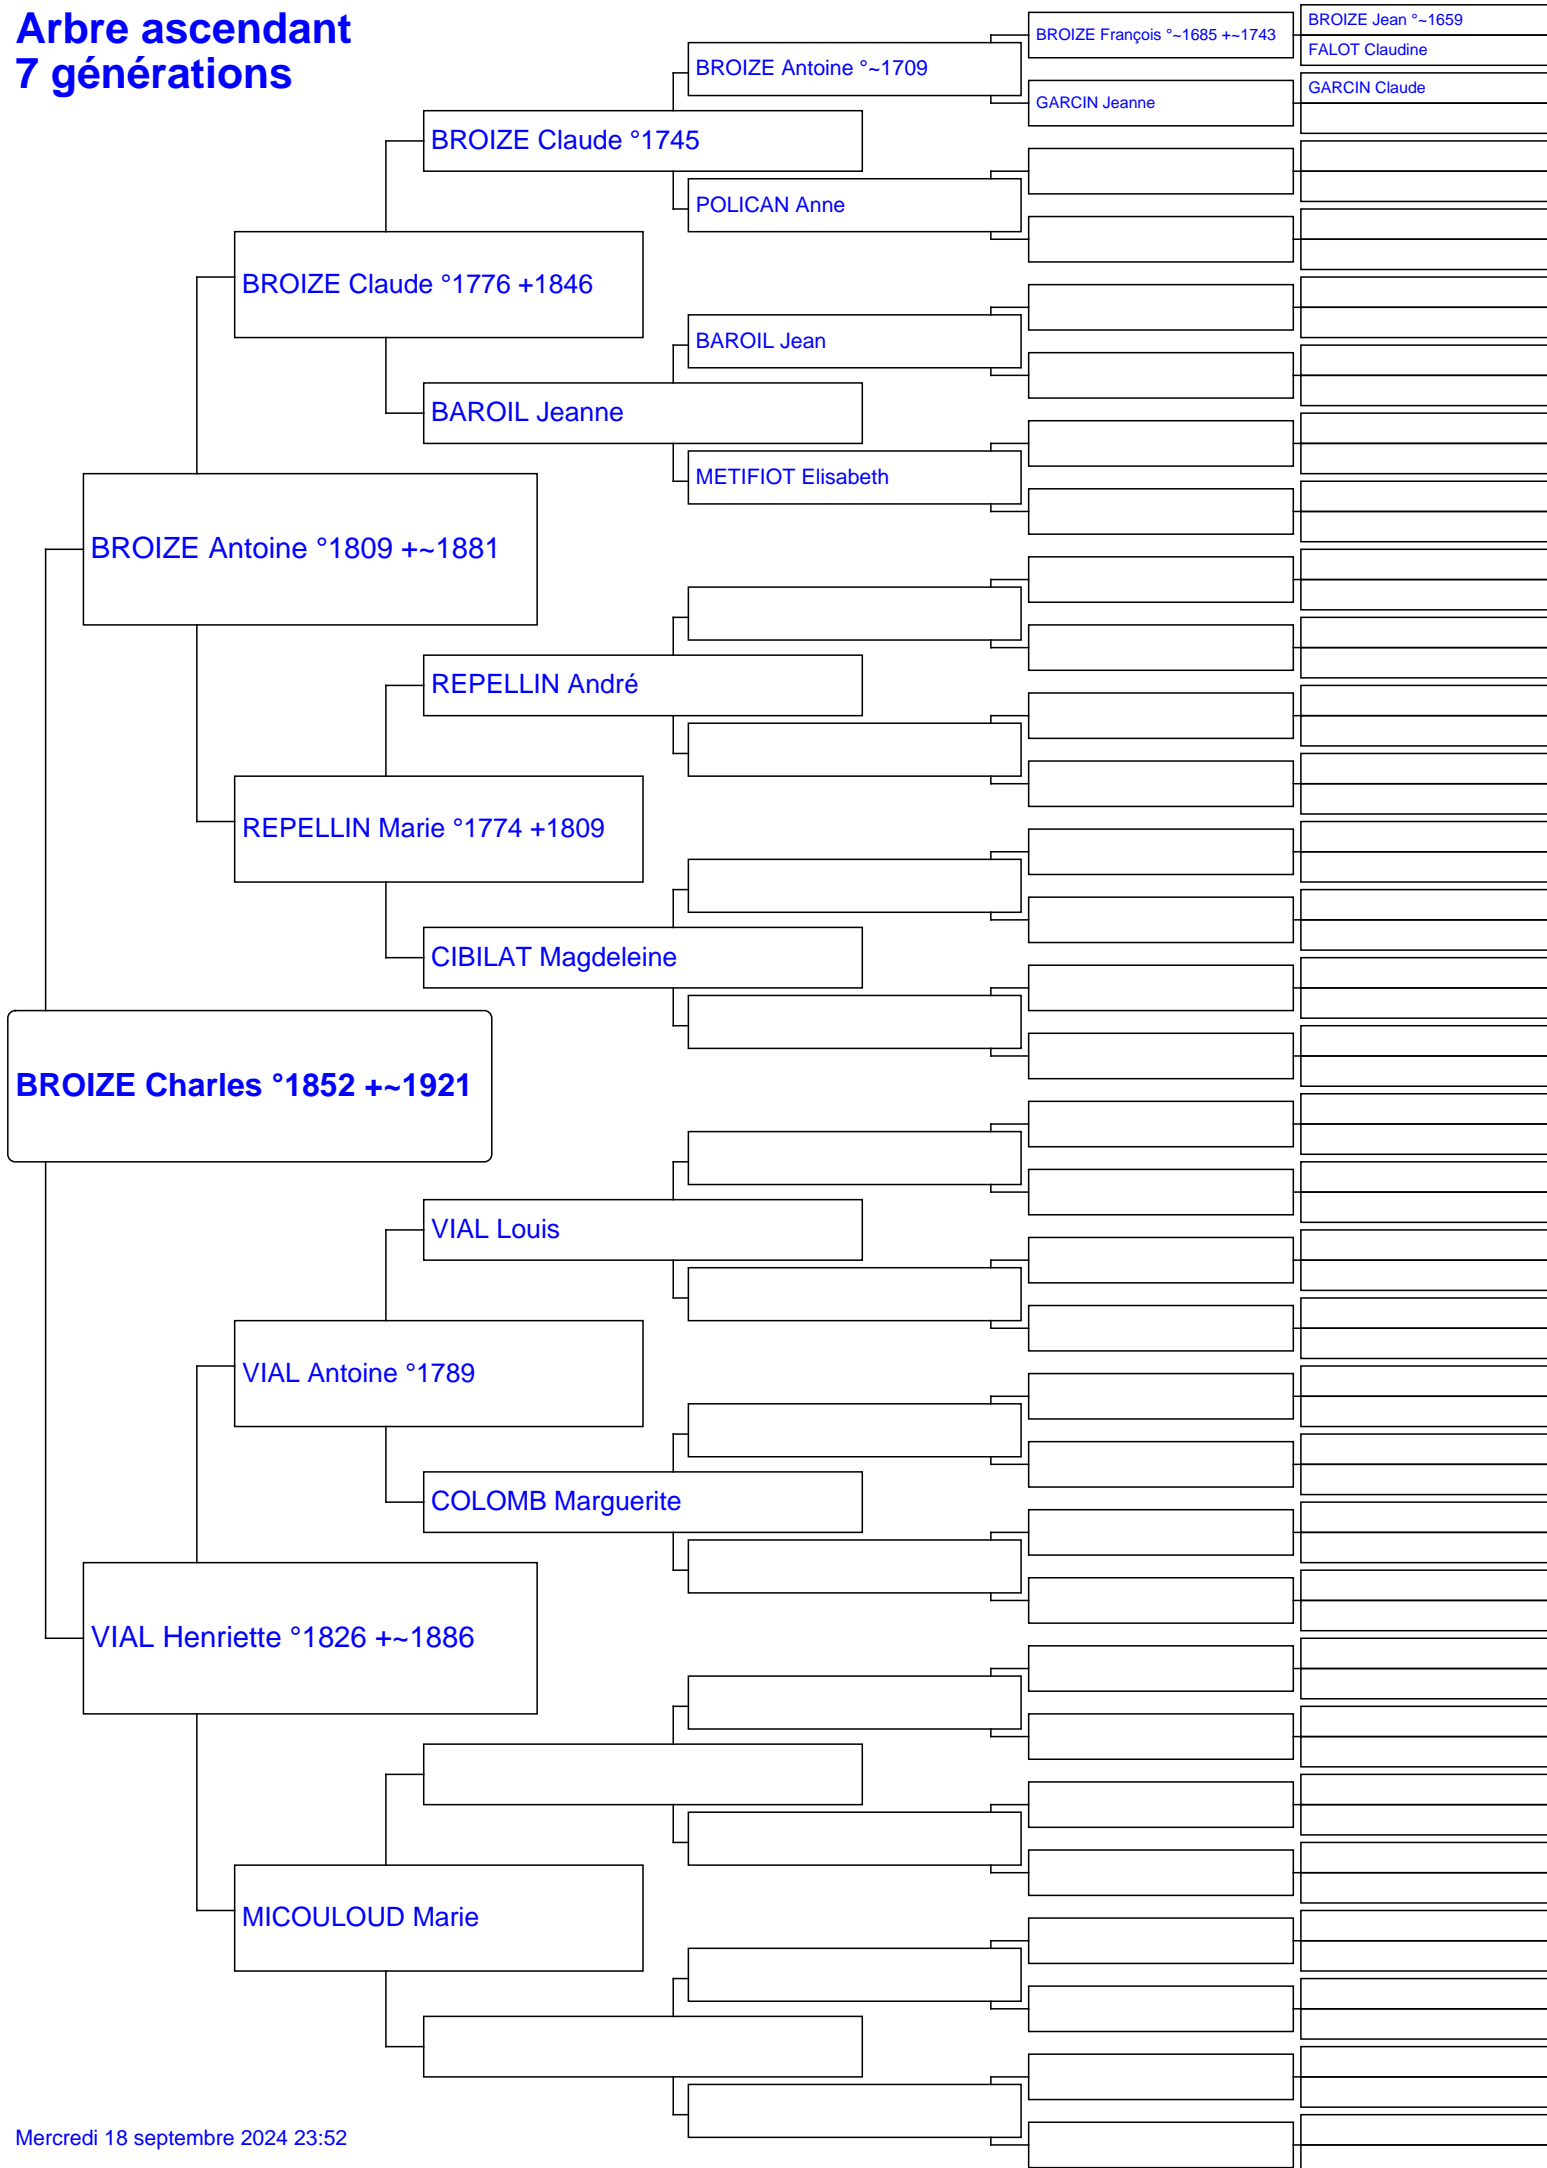 Arbre ascendant
7 générations
BROIZE Jean °~1659
BROIZE François °~1685 +~1743
FALOT Claudine
BROIZE Antoine °~1709
GARCIN Claude
GARCIN Jeanne
BROIZE Claude °1745
POLICAN Anne
BROIZE Claude °1776 +1846
BAROIL Jean
BAROIL Jeanne
METIFIOT Elisabeth
BROIZE Antoine °1809 +~1881
REPELLIN André
REPELLIN Marie °1774 +1809
CIBILAT Magdeleine
BROIZE Charles °1852 +~1921
VIAL Louis
VIAL Antoine °1789
COLOMB Marguerite
VIAL Henriette °1826 +~1886
MICOULOUD Marie
Mercredi 18 septembre 2024 23:52